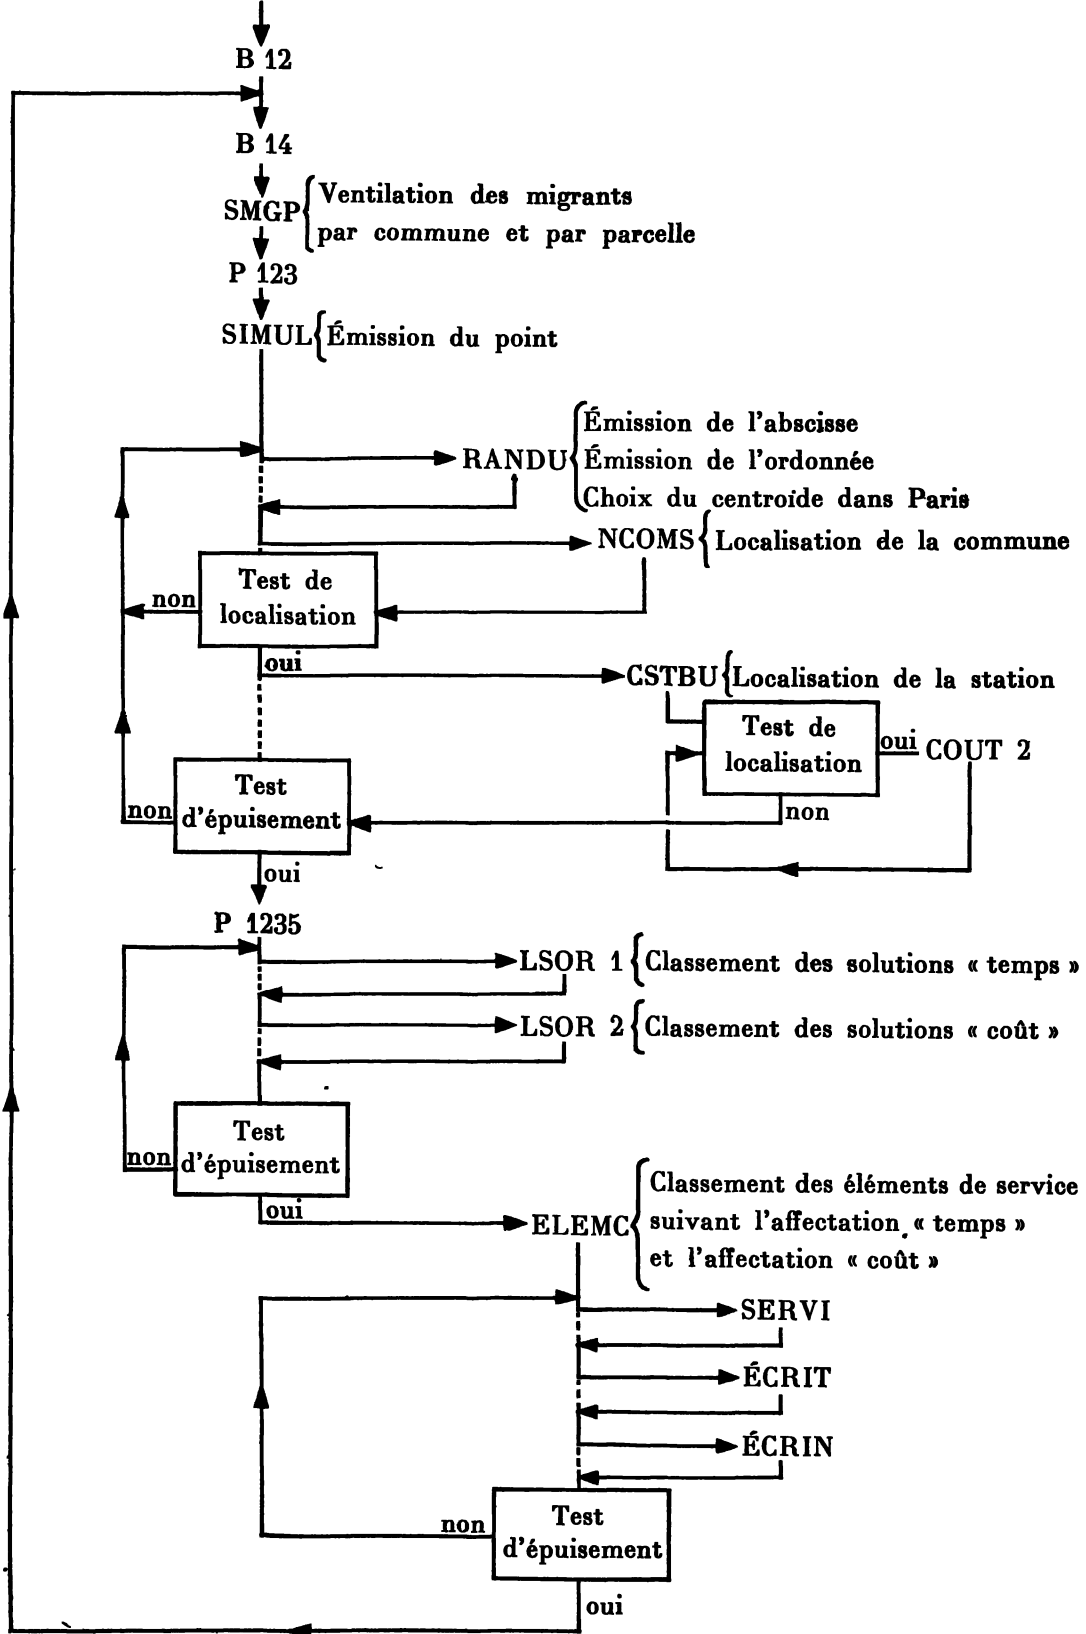 B 12
B 14
SMGP
Ventilation des migrants
par commune et par parcelle
P 123
SIMUL
Émission du point
RANDU
Émission de l'abscisse
Émission de l'ordonnée
Choix du centroïde dans Paris
NCOMS
Localisation de la commune
Test de
localisation
non
oui
CSTBU
Localisation de la station
Test de
localisation
oui
COUT 2
non
Test
d'épuisement
non
oui
P 1235
LSOR 1
Classement des solutions « temps »
LSOR 2
Classement des solutions « coût »
Test
d'épuisement
non
oui
ELEMC
Classement des éléments de service
suivant l'affectation « temps »
et l'affectation « coût »
SERVI
ÉCRIT
ÉCRIN
Test
d'épuisement
non
oui